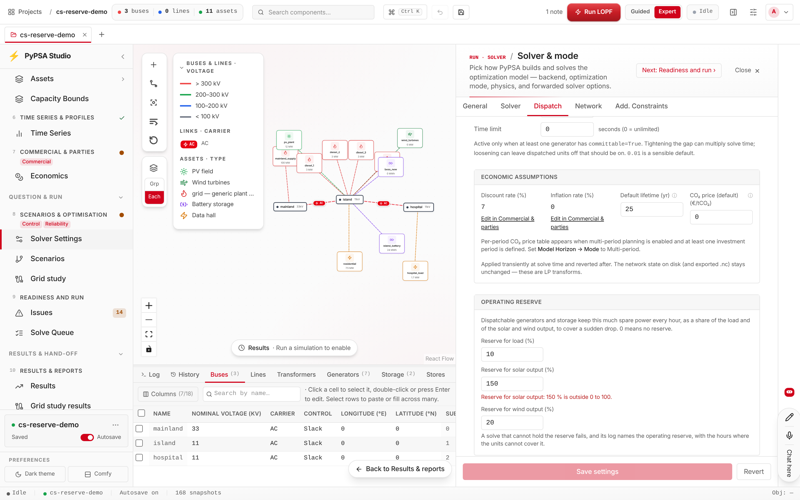 Projects / cs-reserve-demo
3 buses 0 lines 11 assets
Search components...
Ctrl K
1 note
Run LOPF
Guided Expert
Idle
A
cs-reserve-demo
PyPSA Studio
Assets
Capacity Bounds
6 TIME SERIES & PROFILES
Time Series
7 COMMERCIAL & PARTIES
Commercial
Economics
QUESTION & RUN
8 SCENARIOS & OPTIMISATION
Control Reliability
Solver Settings
Scenarios
Grid study
9 READINESS AND RUN
Issues 14
Solve Queue
RESULTS & HAND-OFF
10 RESULTS & REPORTS
Results
Grid study results
cs-reserve-demo
Saved Autosave
PREFERENCES
Dark theme Comfy
Grp
Each
BUSES & LINES · VOLTAGE
> 300 kV
200–300 kV
100–200 kV
< 100 kV
LINKS · CARRIER
AC AC
ASSETS · TYPE
PV field
Wind turbines
grid — generic plant ...
Battery storage
Data hall
mainland
island
hospital
Results · Run a simulation to enable
React Flow
Log History Buses (3) Lines Transformers Generators (7) Storage (2) Stores
Columns (7/18)
Search by name…
· Click a cell to select it, double-click or press Enter to edit. Select rows to paste or fill across many.
NAME NOMINAL VOLTAGE (KV) CARRIER CONTROL LONGITUDE (°E) LATITUDE (°N) SUB
mainland 33 AC Slack 0 0 0
island 11 AC Slack 0 0 1
hospital 11 AC Slack 0 0 2
Back to Results & reports
RUN · SOLVER / Solver & mode
Pick how PyPSA builds and solves the optimization model — backend, optimization mode, physics, and forwarded solver options.
Next: Readiness and run ›
Close ×
General Solver Dispatch Network Add. Constraints
Time limit 0 seconds (0 = unlimited)
Active only when at least one generator has committable=True. Tightening the gap can multiply solve time; loosening can leave dispatched units off that should be on. 0.01 is a sensible default.
ECONOMIC ASSUMPTIONS
Discount rate (%)
7
Edit in Commercial & parties
Inflation rate (%)
0
Edit in Commercial & parties
Default lifetime (yr)
25
CO₂ price (default) (€/tCO₂)
0
Per-period CO₂ price table appears when multi-period planning is enabled and at least one investment period is defined. Set Model Horizon → Mode to Multi-period.
Applied transiently at solve time and reverted after. The network state on disk (and exported .nc) stays unchanged — these are LP transforms.
OPERATING RESERVE
Dispatchable generators and storage keep this much spare power every hour, as a share of the load and of the solar and wind output, to cover a sudden drop. 0 means no reserve.
Reserve for load (%)
10
Reserve for solar output (%)
150
Reserve for solar output: 150 % is outside 0 to 100.
Reserve for wind output (%)
20
A solve that cannot hold the reserve fails, and its log names the operating reserve, with the hours where the units cannot cover it.
Save settings
Revert
Chat here
Idle cs-reserve-demo Autosave on 168 snapshots
Obj: —